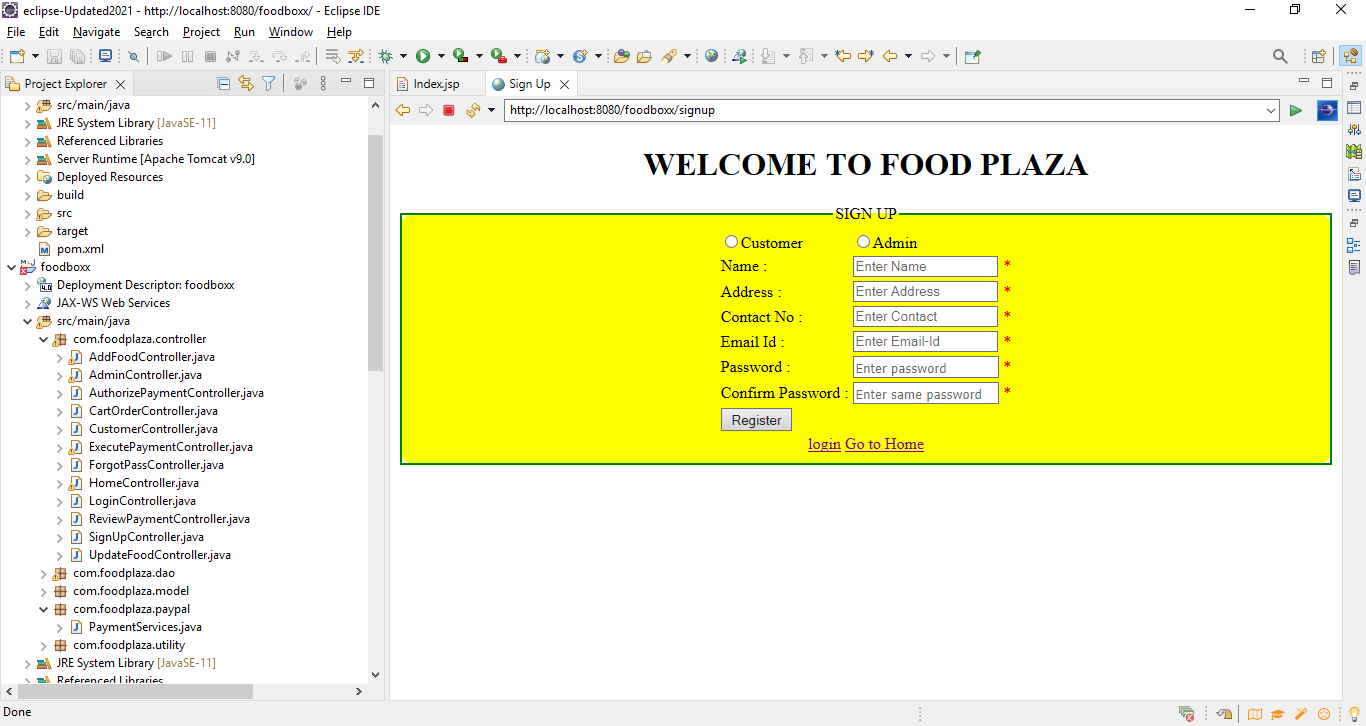 eclipse-Updated2021 - http://localhost:8080/foodboxx/ - Eclipse IDE
File Edit Navigate Search Project Run Window Help
Project Explorer
Index.jsp
Sign Up
http://localhost:8080/foodboxx/signup
src/main/java
JRE System Library [JavaSE-11]
Referenced Libraries
Server Runtime [Apache Tomcat v9.0]
Deployed Resources
build
src
target
pom.xml
foodboxx
Deployment Descriptor: foodboxx
JAX-WS Web Services
src/main/java
com.foodplaza.controller
AddFoodController.java
AdminController.java
AuthorizePaymentController.java
CartOrderController.java
CustomerController.java
ExecutePaymentController.java
ForgotPassController.java
HomeController.java
LoginController.java
ReviewPaymentController.java
SignUpController.java
UpdateFoodController.java
com.foodplaza.dao
com.foodplaza.model
com.foodplaza.paypal
PaymentServices.java
com.foodplaza.utility
JRE System Library [JavaSE-11]
Referenced Libraries
WELCOME TO FOOD PLAZA
SIGN UP
Customer Admin
Name : Enter Name *
Address : Enter Address *
Contact No : Enter Contact *
Email Id : Enter Email-Id *
Password : Enter password *
Confirm Password : Enter same password *
Register
login Go to Home
Done